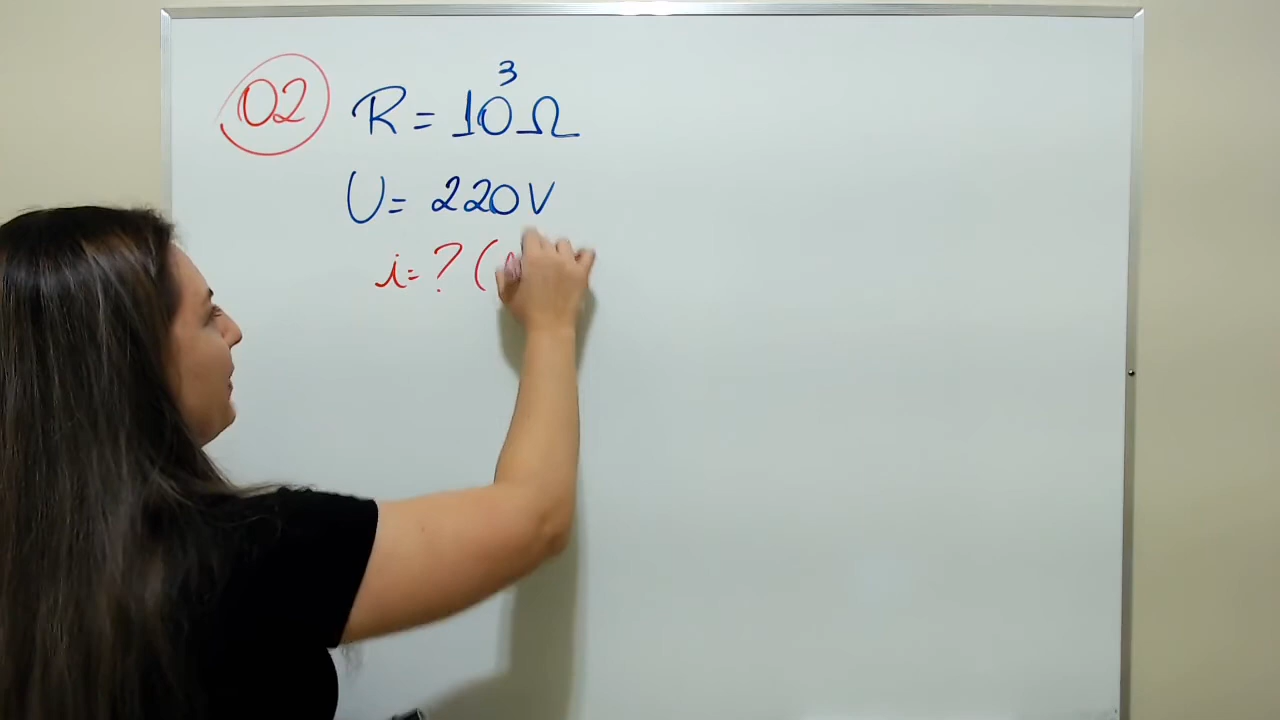 02 R = 10³ Ω
U = 220V
i = ? (